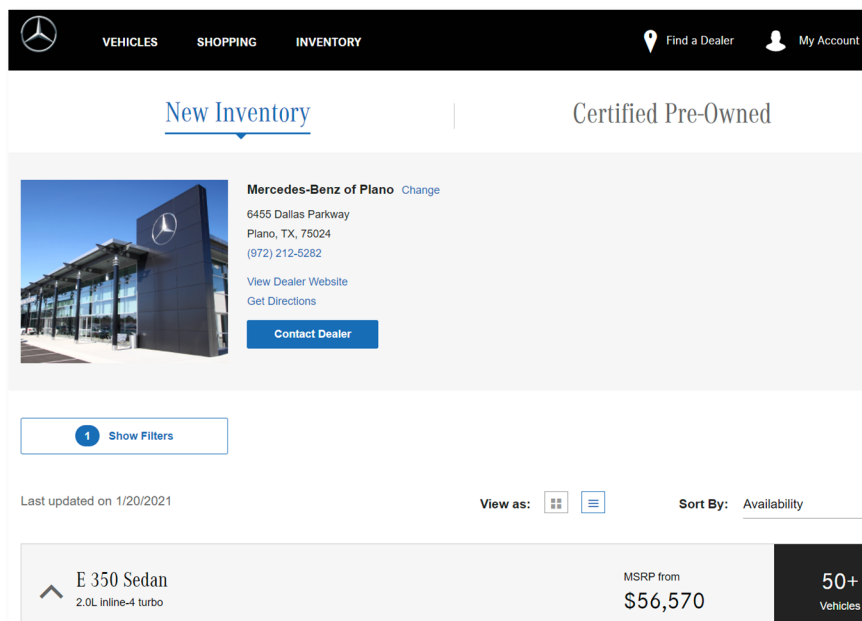 VEHICLES SHOPPING INVENTORY Find a Dealer My Account
New Inventory Certified Pre-Owned
Mercedes-Benz of Plano Change
6455 Dallas Parkway
Plano, TX, 75024
(972) 212-5282
View Dealer Website
Get Directions
Contact Dealer
1 Show Filters
Last updated on 1/20/2021 View as: Sort By: Availability
E 350 Sedan
2.0L inline-4 turbo
MSRP from
$56,570
50+
Vehicles